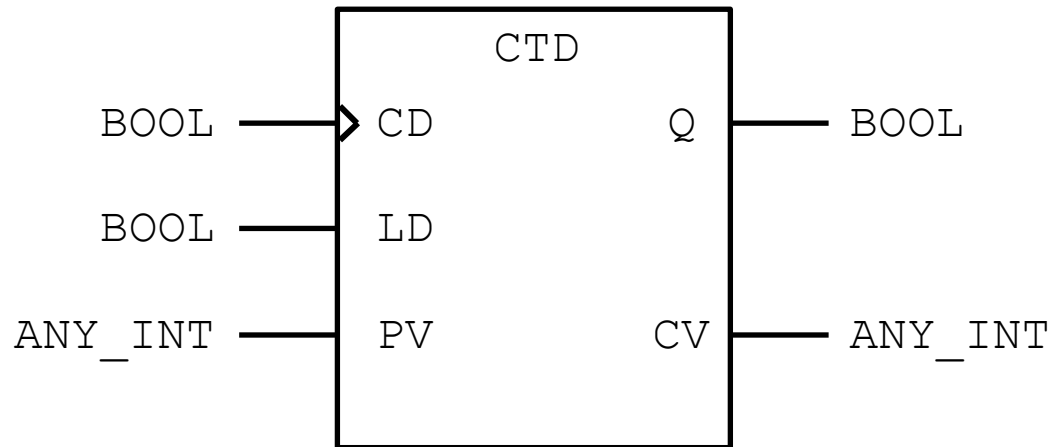 CTD
BOOL CD Q BOOL
BOOL LD
ANY_INT PV CV ANY_INT